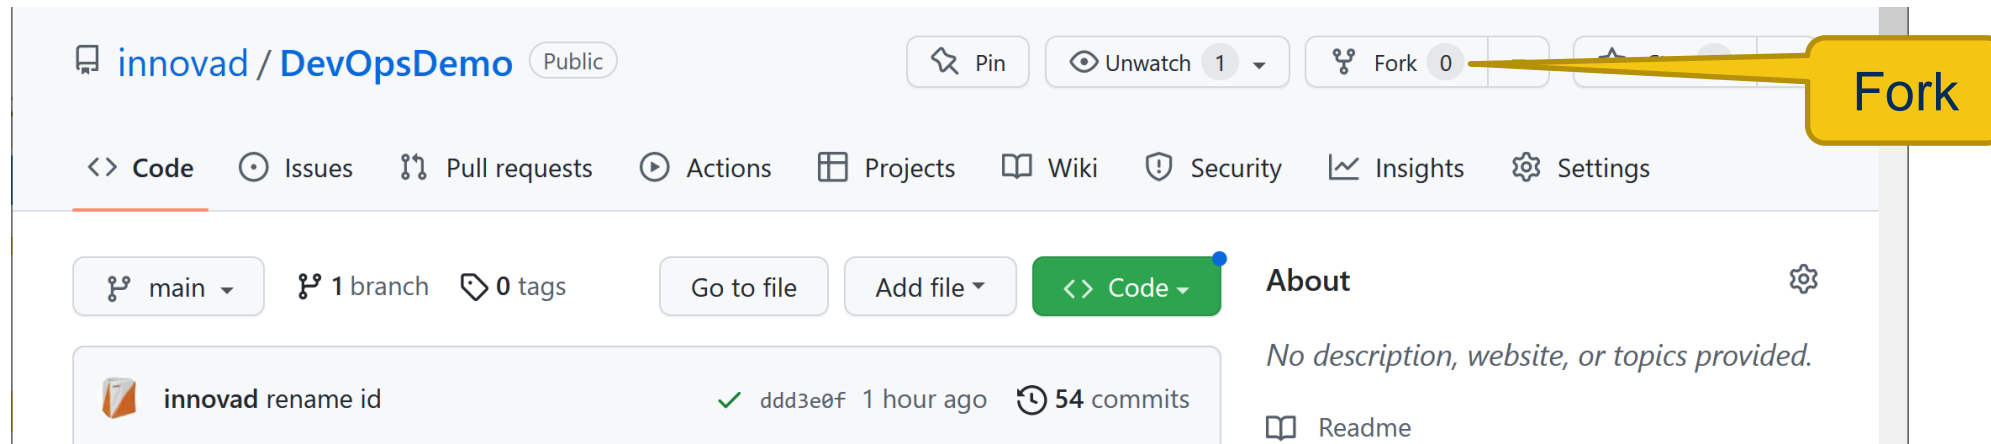 innovad / DevOpsDemo Public Pin Unwatch 1 Fork 0
Fork
Code Issues Pull requests Actions Projects Wiki Security Insights Settings
main 1 branch 0 tags Go to file Add file Code About
No description, website, or topics provided.
innovad rename id ddd3e0f 1 hour ago 54 commits
Readme